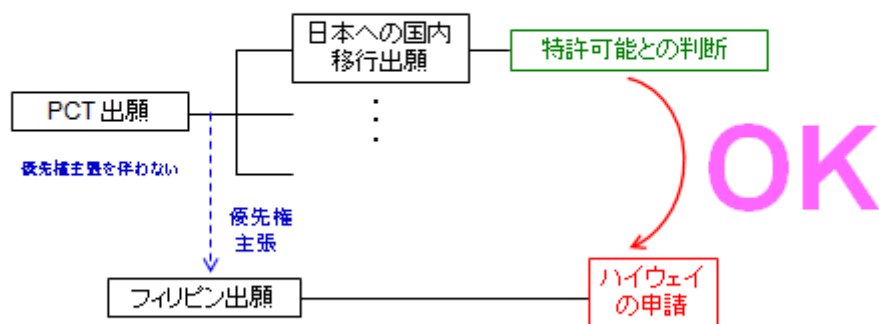 日本への国内
移行出願
特許可能との判断
PCT出願
優先権主張を伴わない
優先権
主張
OK
フィリピン出願
ハイウェイ
の申請